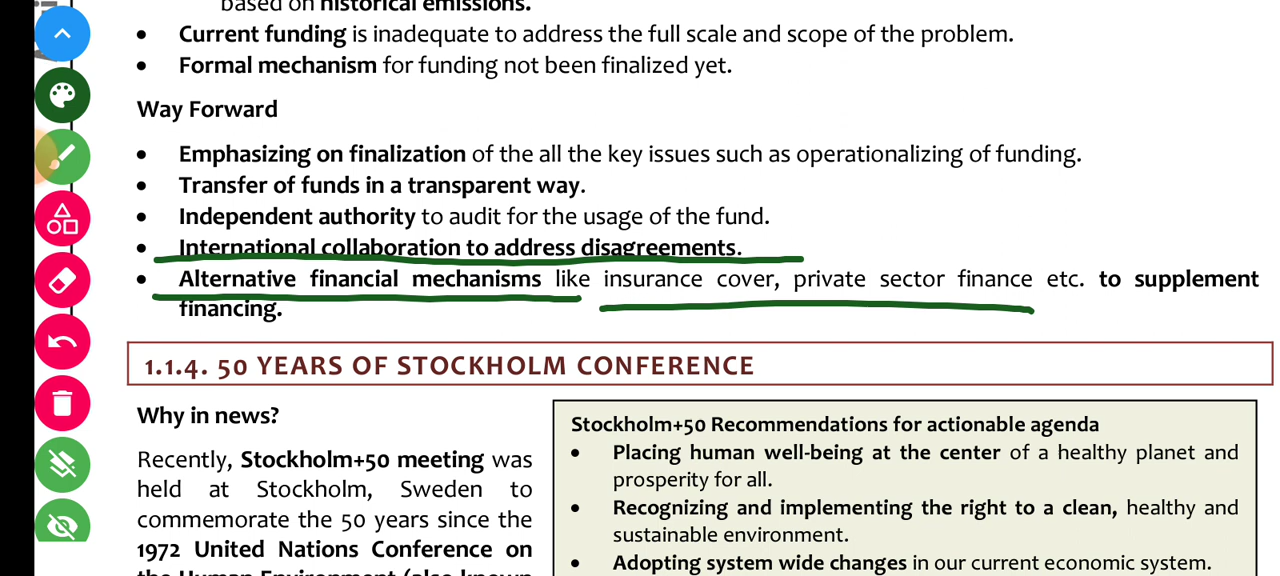 based on historical emissions.
• Current funding is inadequate to address the full scale and scope of the problem.
• Formal mechanism for funding not been finalized yet.
Way Forward
• Emphasizing on finalization of the all the key issues such as operationalizing of funding.
• Transfer of funds in a transparent way.
• Independent authority to audit for the usage of the fund.
• International collaboration to address disagreements.
• Alternative financial mechanisms like insurance cover, private sector finance etc. to supplement
financing.
1.1.4. 50 YEARS OF STOCKHOLM CONFERENCE
Why in news?
Recently, Stockholm+50 meeting was
held at Stockholm, Sweden to
commemorate the 50 years since the
1972 United Nations Conference on
the Human Environment (also known
Stockholm+50 Recommendations for actionable agenda
• Placing human well-being at the center of a healthy planet and
prosperity for all.
• Recognizing and implementing the right to a clean, healthy and
sustainable environment.
• Adopting system wide changes in our current economic system.